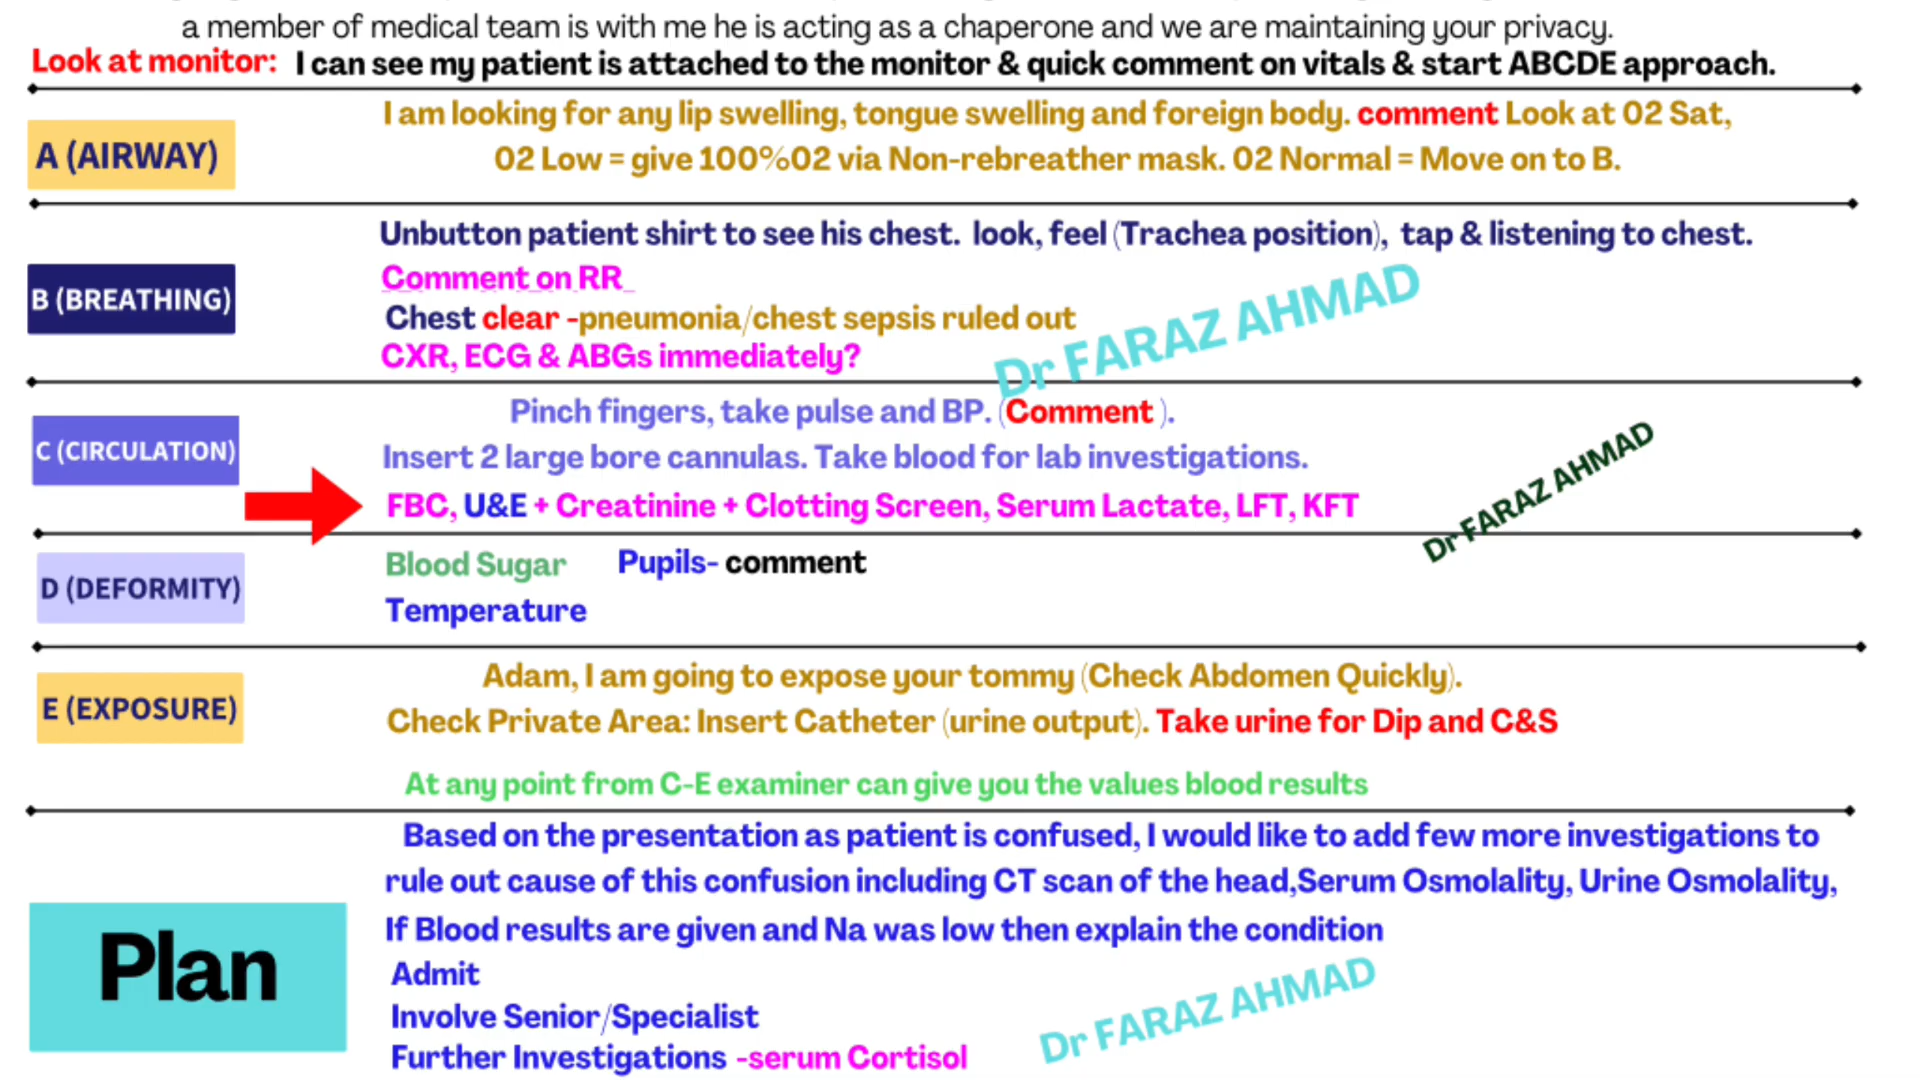 a member of medical team is with me he is acting as a chaperone and we are maintaining your privacy.
Look at monitor: I can see my patient is attached to the monitor & quick comment on vitals & start ABCDE approach.
I am looking for any lip swelling, tongue swelling and foreign body. comment Look at 02 Sat,
A (AIRWAY)
02 Low = give 100%02 via Non-rebreather mask. 02 Normal = Move on to B.
Unbutton patient shirt to see his chest. look, feel (Trachea position), tap & listening to chest.
Comment on RR
B (BREATHING)
Chest clear -pneumonia/chest sepsis ruled out
Dr FARAZ AHMAD
CXR, ECG & ABGs immediately?
Pinch fingers, take pulse and BP. (Comment ).
C (CIRCULATION)
Insert 2 large bore cannulas. Take blood for lab investigations.
FBC, U&E + Creatinine + Clotting Screen, Serum Lactate, LFT, KFT
Dr FARAZ AHMAD
Blood Sugar Pupils- comment
D (DEFORMITY)
Temperature
Adam, I am going to expose your tommy (Check Abdomen Quickly).
E (EXPOSURE)
Check Private Area: Insert Catheter (urine output). Take urine for Dip and C&S
At any point from C-E examiner can give you the values blood results
Based on the presentation as patient is confused, I would like to add few more investigations to
rule out cause of this confusion including CT scan of the head,Serum Osmolality, Urine Osmolality,
If Blood results are given and Na was low then explain the condition
Plan
Admit
Involve Senior/Specialist
Dr FARAZ AHMAD
Further Investigations -serum Cortisol